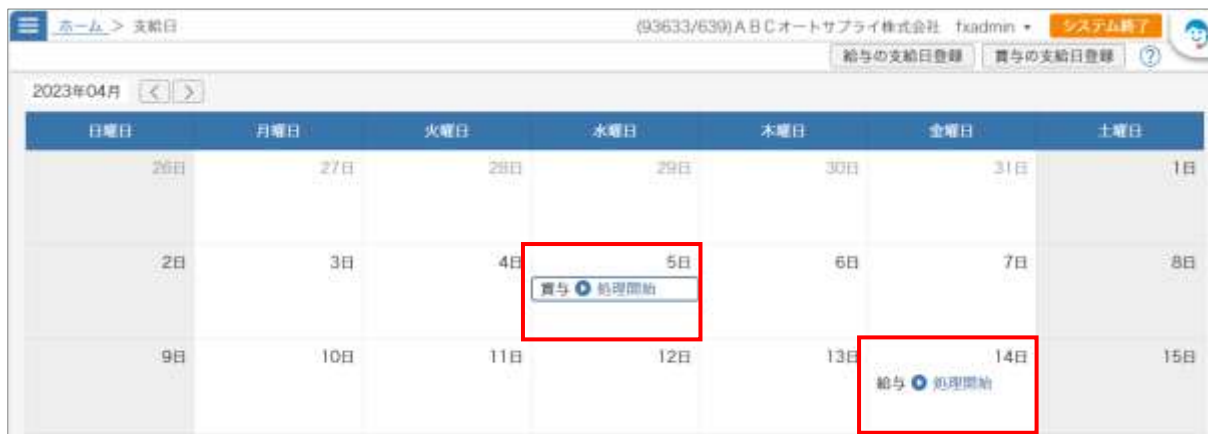 ホーム > 支給日
(93633/639)ABCオートサプライ株式会社 fxadmin システム終了
給与の支給日登録 賞与の支給日登録 ?
2023年04月 < >
日曜日 月曜日 火曜日 水曜日 木曜日 金曜日 土曜日
26日 27日 28日 29日 30日 31日 1日
2日 3日 4日 5日 6日 7日 8日
賞与 処理開始
9日 10日 11日 12日 13日 14日 15日
給与 処理開始